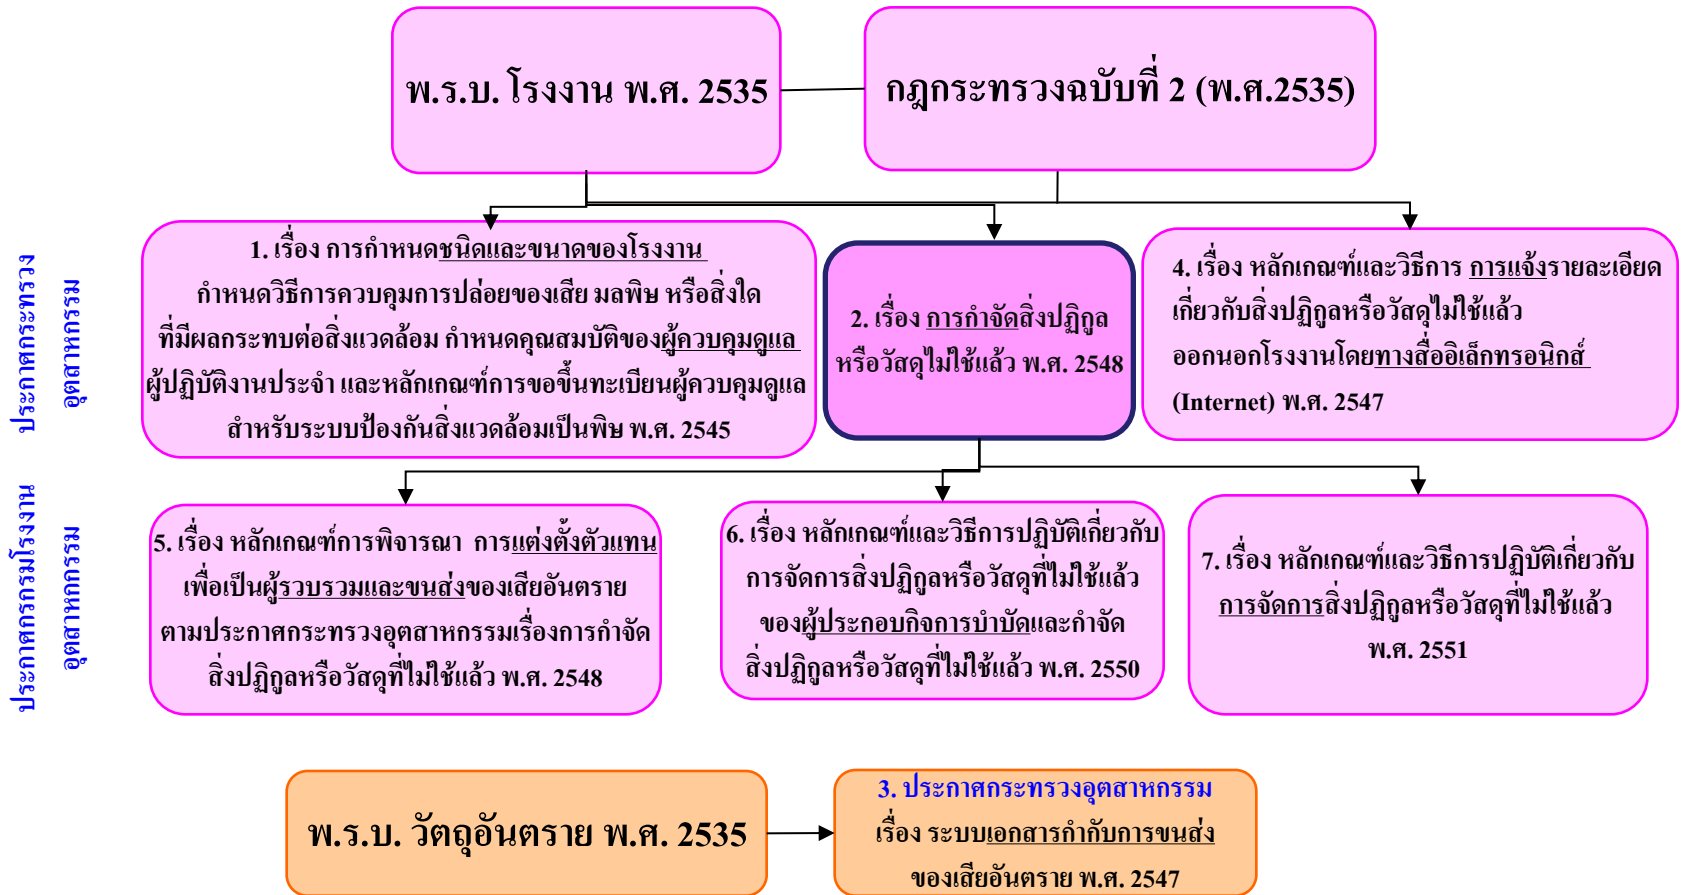 พ.ร.บ. โรงงาน พ.ศ. 2535
กฎกระทรวงฉบับที่ 2 (พ.ศ.2535)
ประกาศกระทรวง
อุตสาหกรรม
1. เรื่อง การกำหนดชนิดและขนาดของโรงงาน
กำหนดวิธีการควบคุมการปล่อยของเสีย มลพิษ หรือสิ่งใด
ที่มีผลกระทบต่อสิ่งแวดล้อม กำหนดคุณสมบัติของผู้ควบคุมดูแล
ผู้ปฏิบัติงานประจำ และหลักเกณฑ์การขอขึ้นทะเบียนผู้ควบคุมดูแล
สำหรับระบบป้องกันสิ่งแวดล้อมเป็นพิษ พ.ศ. 2545
2. เรื่อง การกำจัดสิ่งปฏิกูล
หรือวัสดุไม่ใช้แล้ว พ.ศ. 2548
4. เรื่อง หลักเกณฑ์และวิธีการ การแจ้งรายละเอียด
เกี่ยวกับสิ่งปฏิกูลหรือวัสดุไม่ใช้แล้ว
ออกนอกโรงงานโดยทางสื่ออิเล็กทรอนิกส์
(Internet) พ.ศ. 2547
ประกาศกรกรมโรงงาน
อุตสาหกรรม
5. เรื่อง หลักเกณฑ์การพิจารณา การแต่งตั้งตัวแทน
เพื่อเป็นผู้รวบรวมและขนส่งของเสียอันตราย
ตามประกาศกระทรวงอุตสาหกรรมเรื่องการกำจัด
สิ่งปฏิกูลหรือวัสดุที่ไม่ใช้แล้ว พ.ศ. 2548
6. เรื่อง หลักเกณฑ์และวิธีการปฏิบัติเกี่ยวกับ
การจัดการสิ่งปฏิกูลหรือวัสดุที่ไม่ใช้แล้ว
ของผู้ประกอบกิจการบำบัดและกำจัด
สิ่งปฏิกูลหรือวัสดุที่ไม่ใช้แล้ว พ.ศ. 2550
7. เรื่อง หลักเกณฑ์และวิธีการปฏิบัติเกี่ยวกับ
การจัดการสิ่งปฏิกูลหรือวัสดุที่ไม่ใช้แล้ว
พ.ศ. 2551
พ.ร.บ. วัตถุอันตราย พ.ศ. 2535
3. ประกาศกระทรวงอุตสาหกรรม
เรื่อง ระบบเอกสารกำกับการขนส่ง
ของเสียอันตราย พ.ศ. 2547